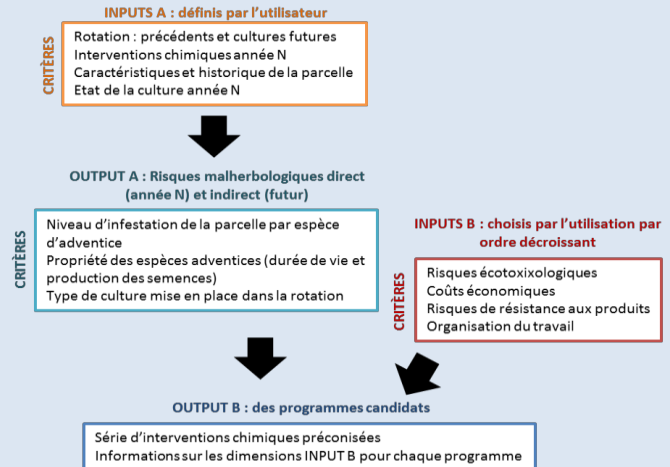 INPUTS A : définis par l'utilisateur
CRITÈRES
Rotation : précédents et cultures futures
Interventions chimiques année N
Caractéristiques et historique de la parcelle
Etat de la culture année N
OUTPUT A : Risques malherbologiques direct
(année N) et indirect (futur)
CRITÈRES
Niveau d'infestation de la parcelle par espèce
d'adventice
Propriété des espèces adventices (durée de vie et
production des semences)
Type de culture mise en place dans la rotation
INPUTS B : choisis par l'utilisation par
ordre décroissant
CRITÈRES
Risques écotoxixologiques
Coûts économiques
Risques de résistance aux produits
Organisation du travail
OUTPUT B : des programmes candidats
Série d'interventions chimiques préconisées
Informations sur les dimensions INPUT B pour chaque programme